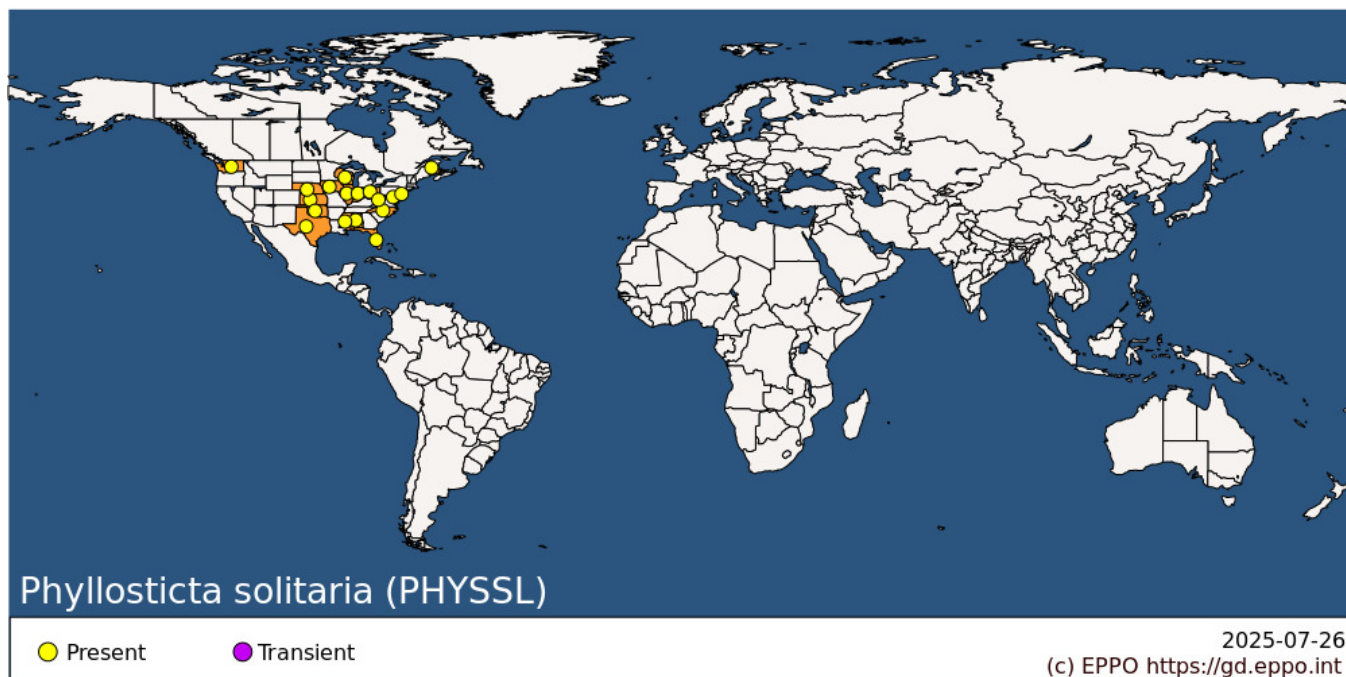 Phyllosticta solitaria (PHYSSL)
Present
Transient
2025-07-26
(c) EPPO https://gd.eppo.int